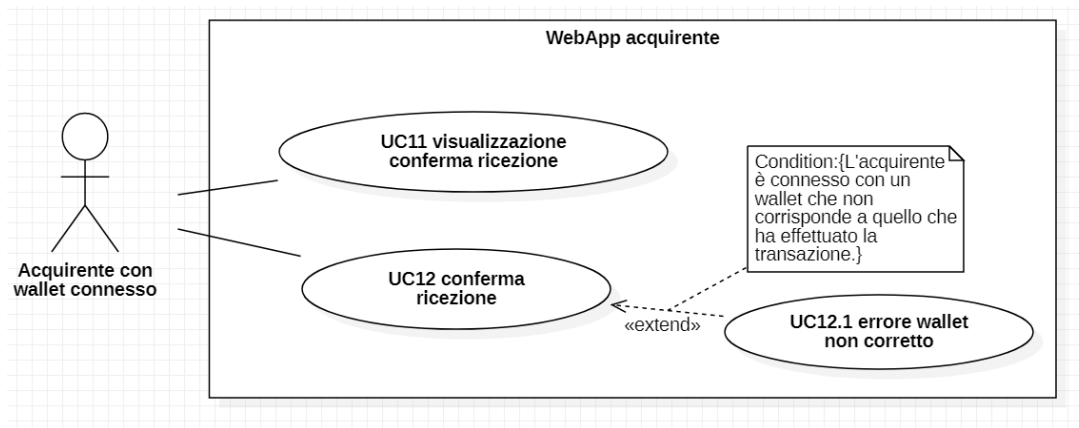 WebApp acquirente
UC11 visualizzazione
conferma ricezione
Condition:{L'acquirente
è connesso con un
wallet che non
corrisponde a quello che
ha effettuato la
transazione.}
Acquirente con
wallet connesso
UC12 conferma
ricezione
«extend»
UC12.1 errore wallet
non corretto